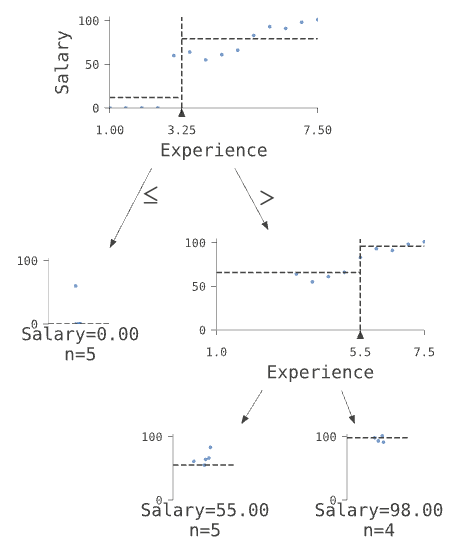 Salary
100
50
0
1.00 3.25 7.50
Experience
≤ >
100
0
Salary=0.00
n=5
100
50
0
1.0 5.5 7.5
Experience
100
0
Salary=55.00
n=5
100
0
Salary=98.00
n=4